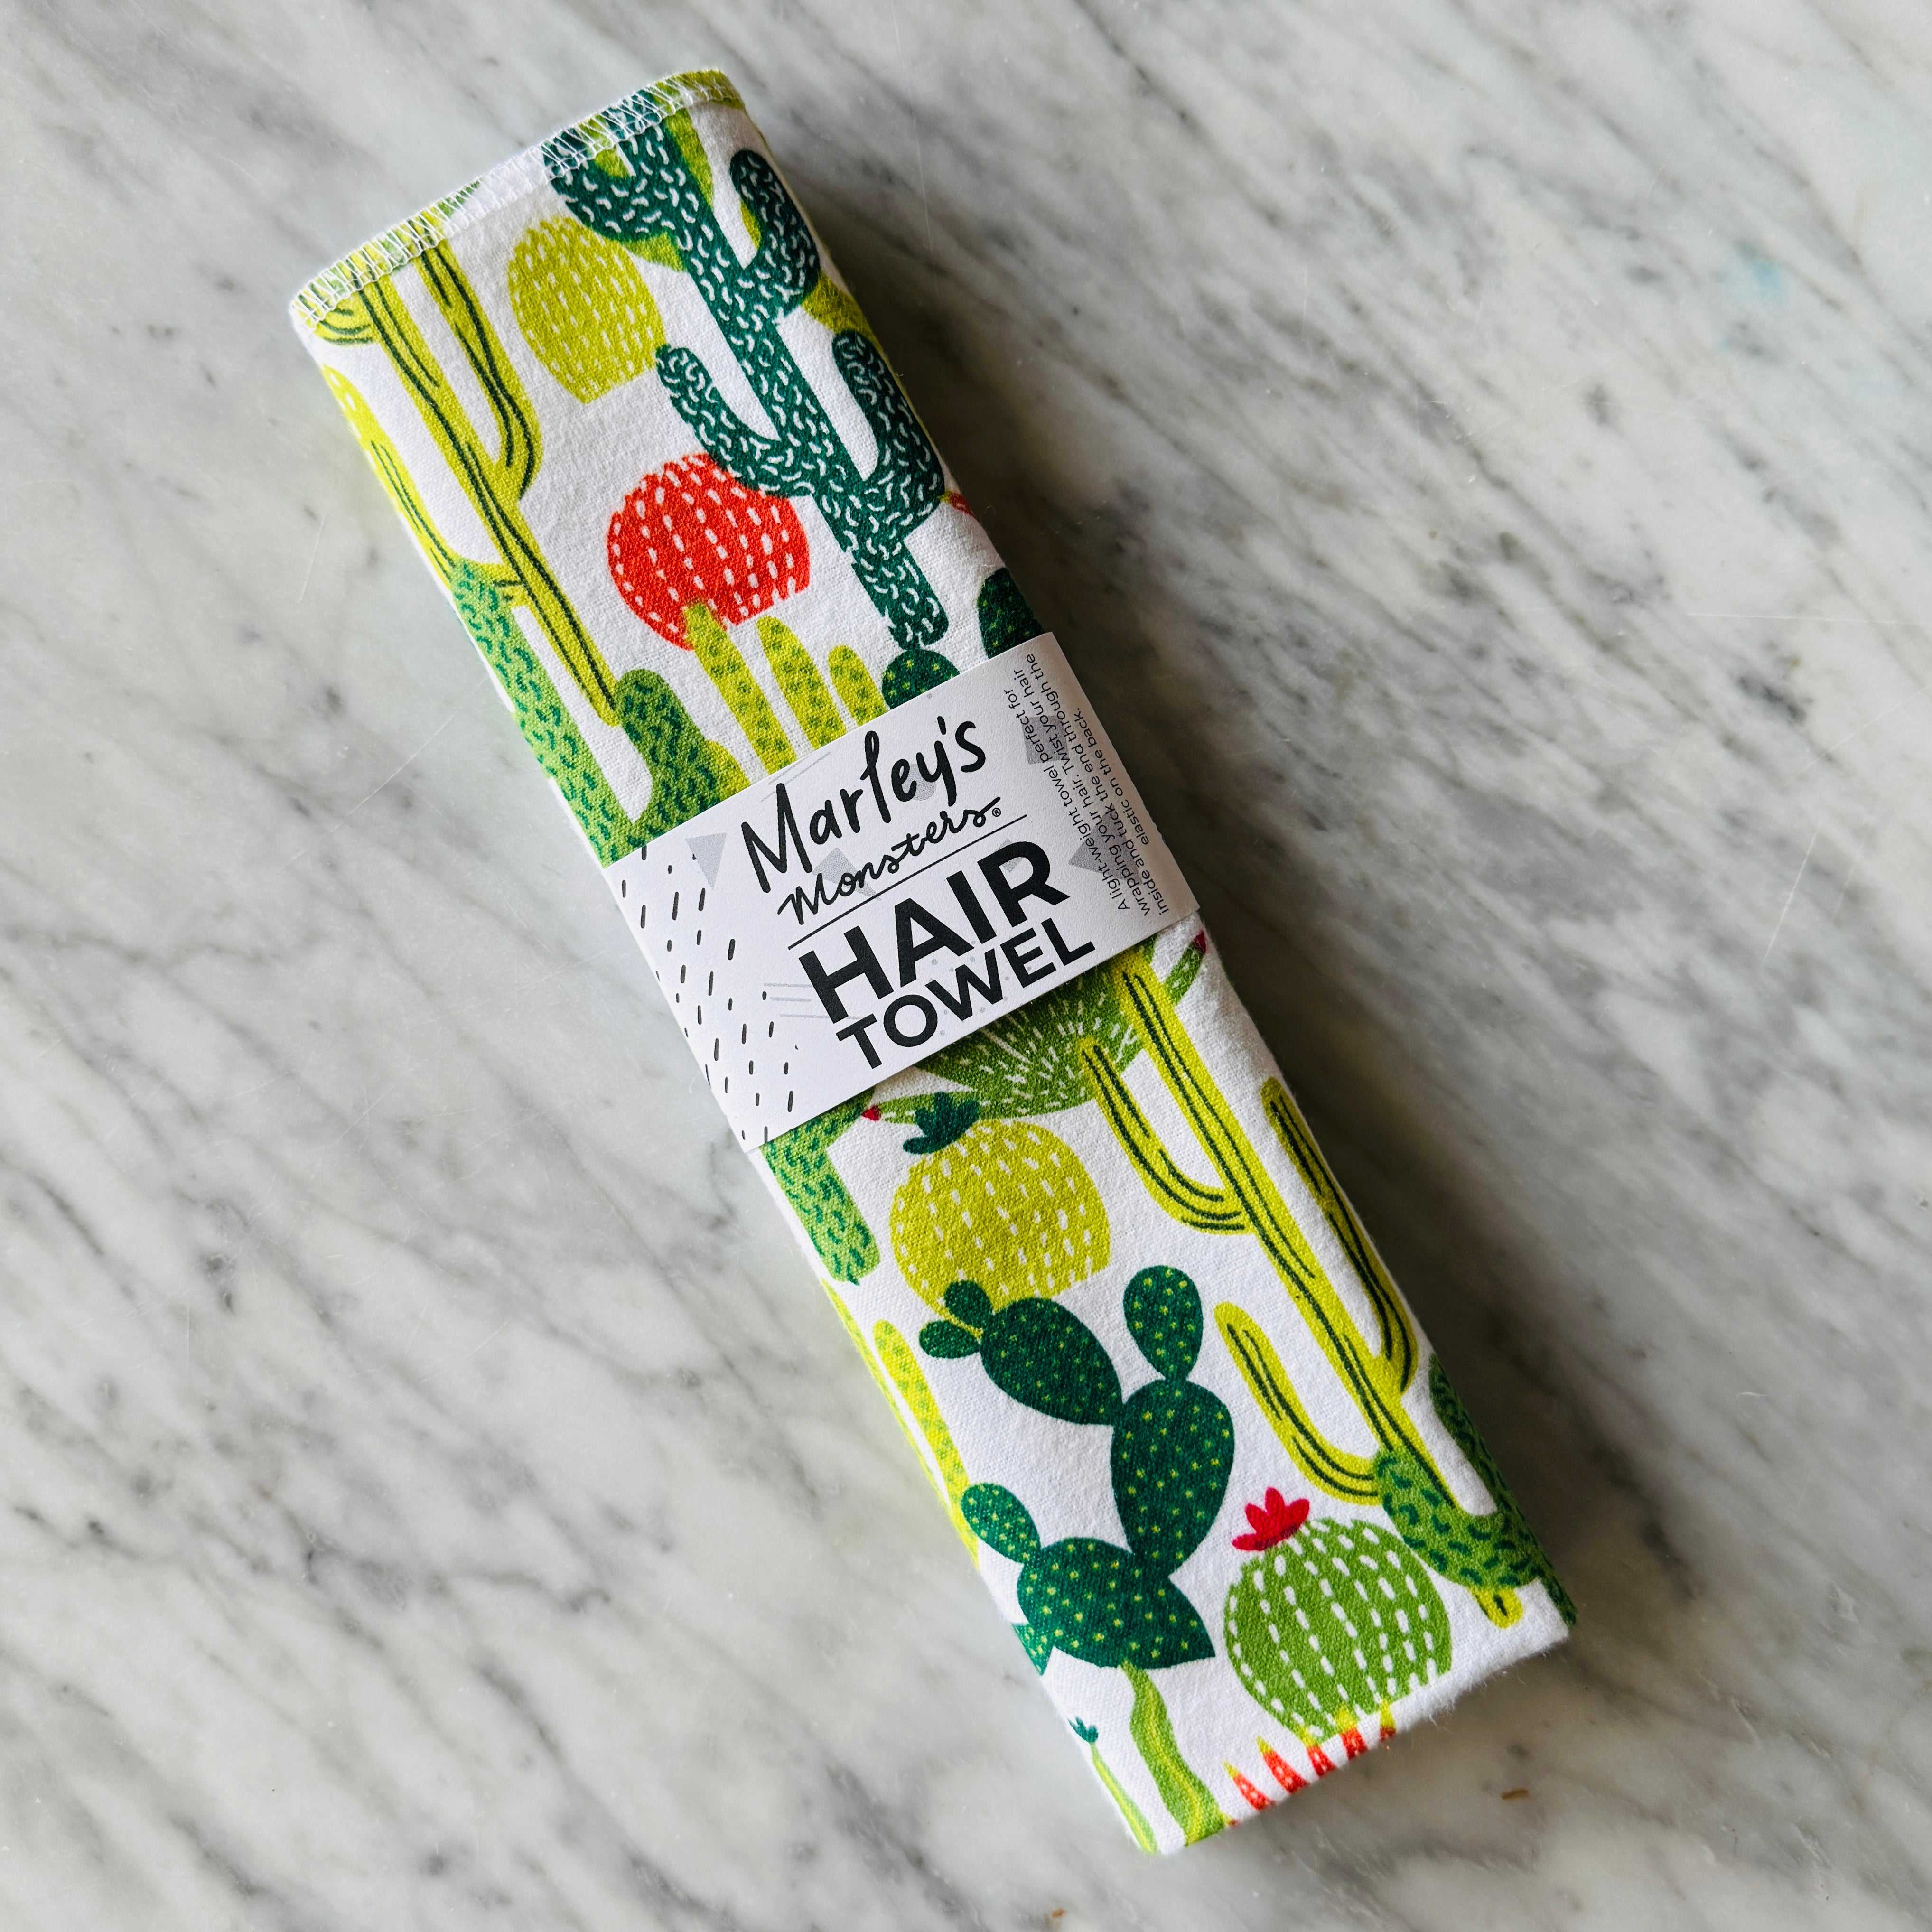 Marley's
Monsters®
HAIR
TOWEL
A light-weight towel perfect for
wrapping your hair. Twist your hair
inside and tuck the end through the
elastic on the back.